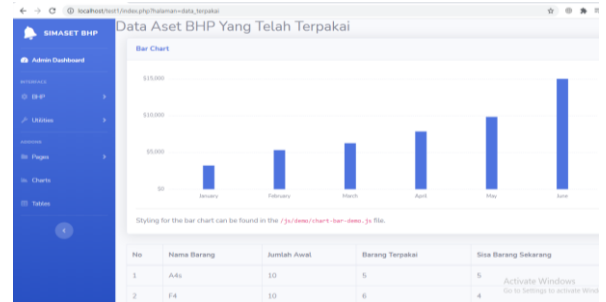 localhost/test1/index.php?halaman=data_terpakai
SIMASET BHP
Data Aset BHP Yang Telah Terpakai
Admin Dashboard
INTERFACE
BHP
Utilities
ADDONS
Pages
Charts
Tables
Bar Chart
$15,000
$10,000
$5,000
$0
January February March April May June
Styling for the bar chart can be found in the /js/demo/chart-bar-demo.js file.
No Nama Barang Jumlah Awal Barang Terpakai Sisa Barang Sekarang
1 A4s 10 5 5
2 F4 10 6 4
Activate Windows
Go to Settings to activate Windows